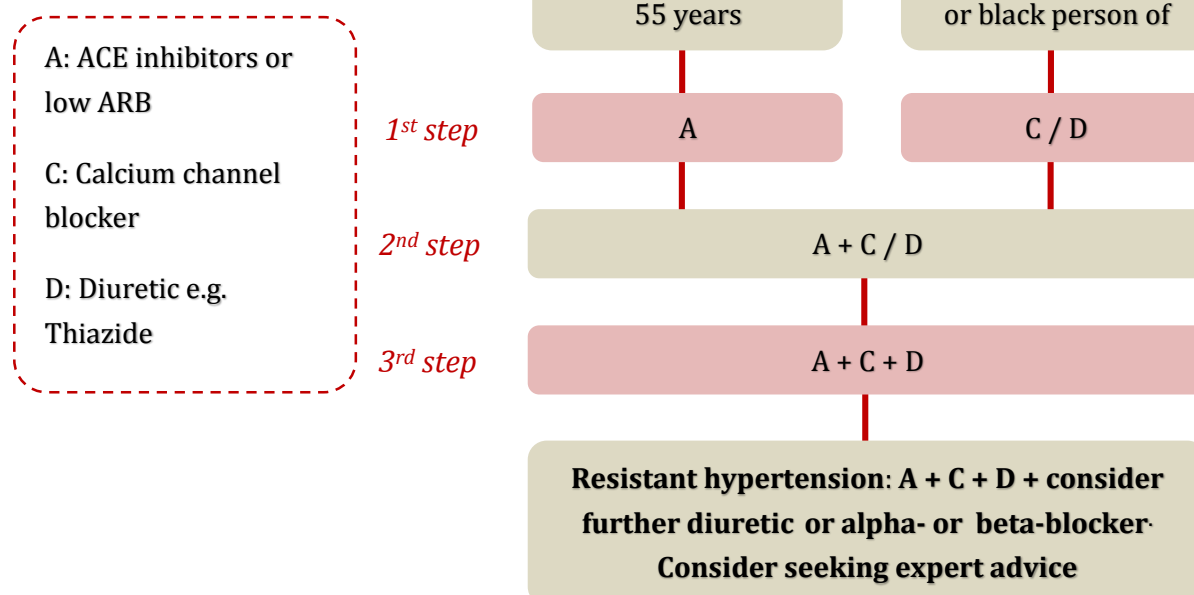 55 years
or black person of
A: ACE inhibitors or
low ARB
C: Calcium channel
blocker
D: Diuretic e.g.
Thiazide
1st step
A
C / D
2nd step
A + C / D
3rd step
A + C + D
Resistant hypertension: A + C + D + consider
further diuretic or alpha- or beta-blocker.
Consider seeking expert advice